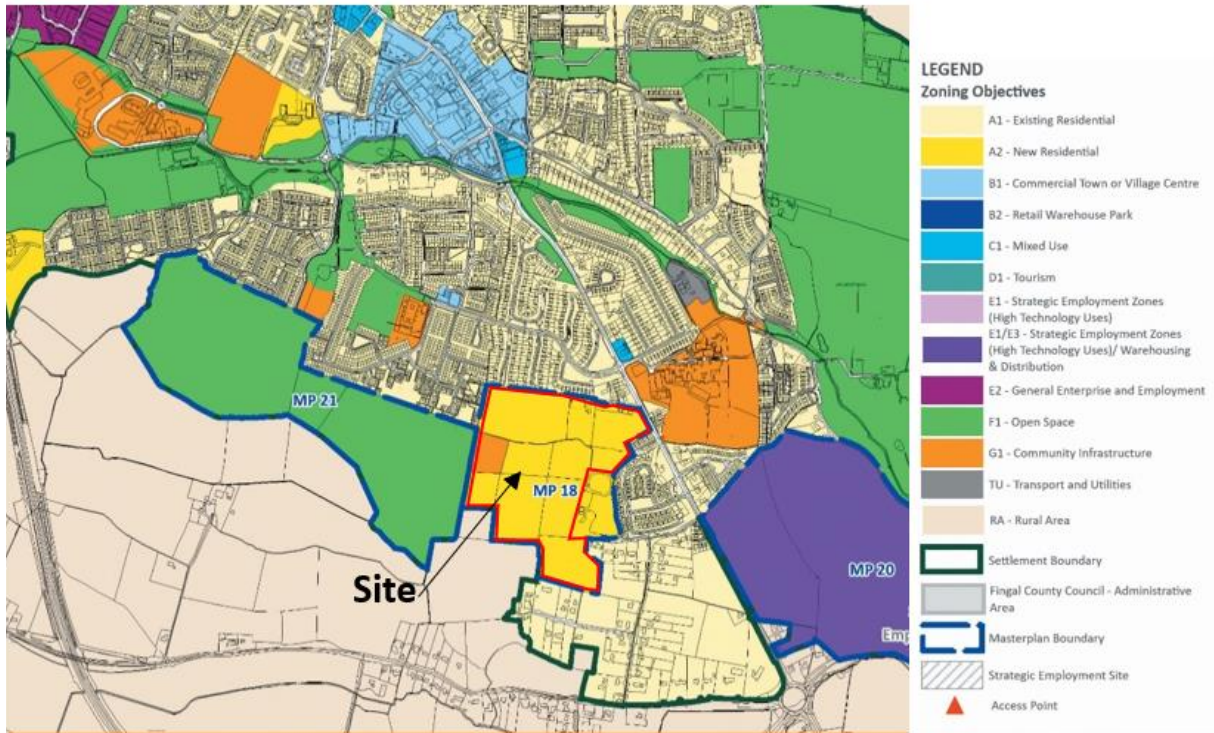 MP 21
MP 18
Site
MP 20
Emp
LEGEND
Zoning Objectives
A1 - Existing Residential
A2 - New Residential
B1 - Commercial Town or Village Centre
B2 - Retail Warehouse Park
C1 - Mixed Use
D1 - Tourism
E1 - Strategic Employment Zones
(High Technology Uses)
E1/E3 - Strategic Employment Zones
(High Technology Uses)/ Warehousing
& Distribution
E2 - General Enterprise and Employment
F1 - Open Space
G1 - Community Infrastructure
TU - Transport and Utilities
RA - Rural Area
Settlement Boundary
Fingal County Council - Administrative
Area
Masterplan Boundary
Strategic Employment Site
Access Point